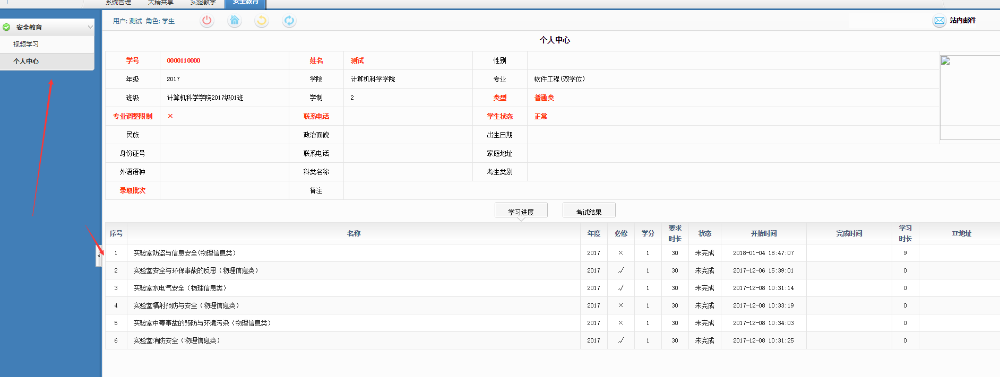 系统管理 大精共享 实验教学 安全教育
用户: 测试 角色: 学生
站内邮件
安全教育
视频学习
个人中心
个人中心
学号 0000110000 姓名 测试 性别
年级 2017 学院 计算机科学学院 专业 软件工程(双学位)
班级 计算机科学学院2017级01班 学制 2 类型 普通类
专业调整限制 × 联系电话 学生状态 正常
民族 政治面貌 出生日期
身份证号 联系电话 家庭地址
外语语种 科类名称 考生类别
录取批次 备注
学习进度 考试结果
序号 名称 年度 必修 学分 要求时长 状态 开始时间 完成时间 学习时长 IP地址
1 实验室防盗与信息安全(物理信息类) 2017 × 1 30 未完成 2018-01-04 18:47:07 9
2 实验室安全与环保事故的反思（物理信息类） 2017 √ 1 30 未完成 2017-12-06 15:39:01 0
3 实验室水电气安全（物理信息类） 2017 √ 1 30 未完成 2017-12-08 10:31:14 0
4 实验室辐射预防与安全（物理信息类） 2017 × 1 30 未完成 2017-12-08 10:33:19 0
5 实验室中毒事故的预防与环境污染（物理信息类） 2017 × 1 30 未完成 2017-12-08 10:34:03 0
6 实验室消防安全（物理信息类） 2017 √ 1 30 未完成 2017-12-08 10:31:25 0